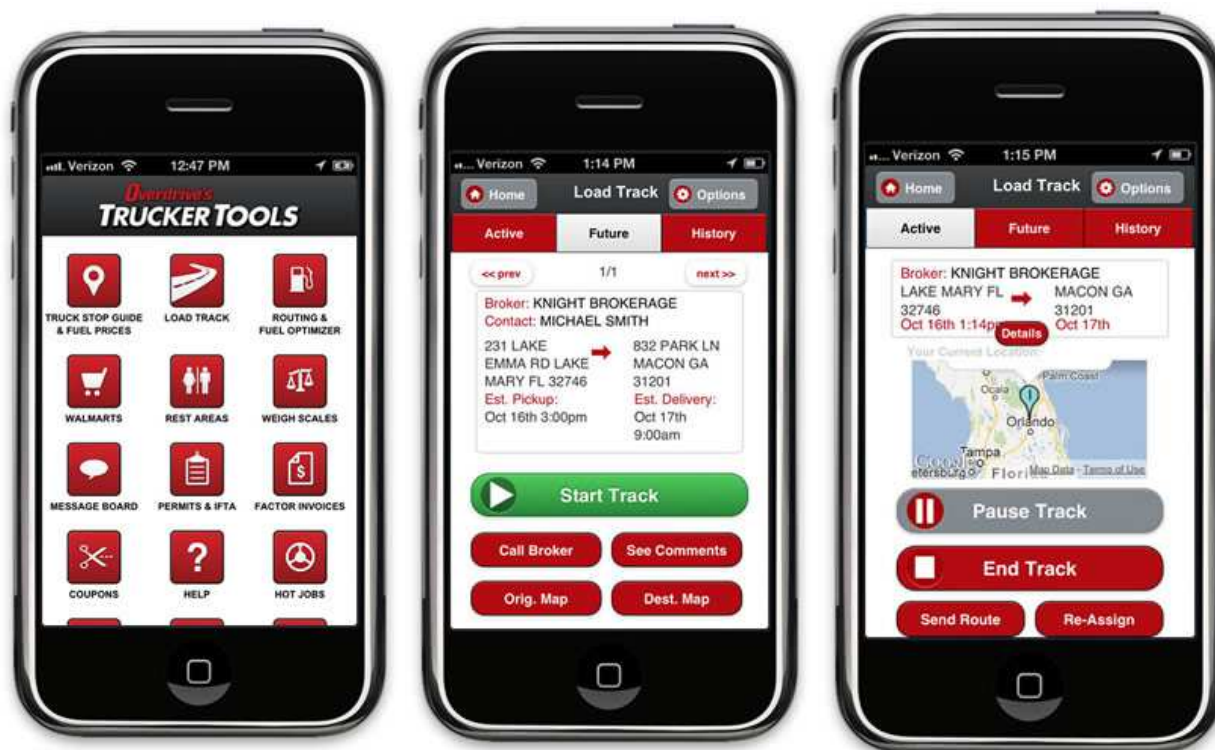 Verizon 12:47 PM
Overdrive's
TRUCKER TOOLS
TRUCK STOP GUIDE
& FUEL PRICES
LOAD TRACK
ROUTING &
FUEL OPTIMIZER
WALMARTS
REST AREAS
WEIGH SCALES
MESSAGE BOARD
PERMITS & IFTA
FACTOR INVOICES
COUPONS
HELP
HOT JOBS
Verizon 1:14 PM
Home Load Track Options
Active Future History
<< prev 1/1 next >>
Broker: KNIGHT BROKERAGE
Contact: MICHAEL SMITH
231 LAKE
EMMA RD LAKE
MARY FL 32746
Est. Pickup:
Oct 16th 3:00pm
832 PARK LN
MACON GA
31201
Est. Delivery:
Oct 17th
9:00am
Start Track
Call Broker See Comments
Orig. Map Dest. Map
Verizon 1:15 PM
Home Load Track Options
Active Future History
Broker: KNIGHT BROKERAGE
LAKE MARY FL
32746
Oct 16th 1:14pm
MACON GA
31201
Oct 17th
Details
Your Current Location:
Palm Coast
Ocala
Orlando
Tampa
etersburg
Florida
Map Data - Terms of Use
Pause Track
End Track
Send Route Re-Assign